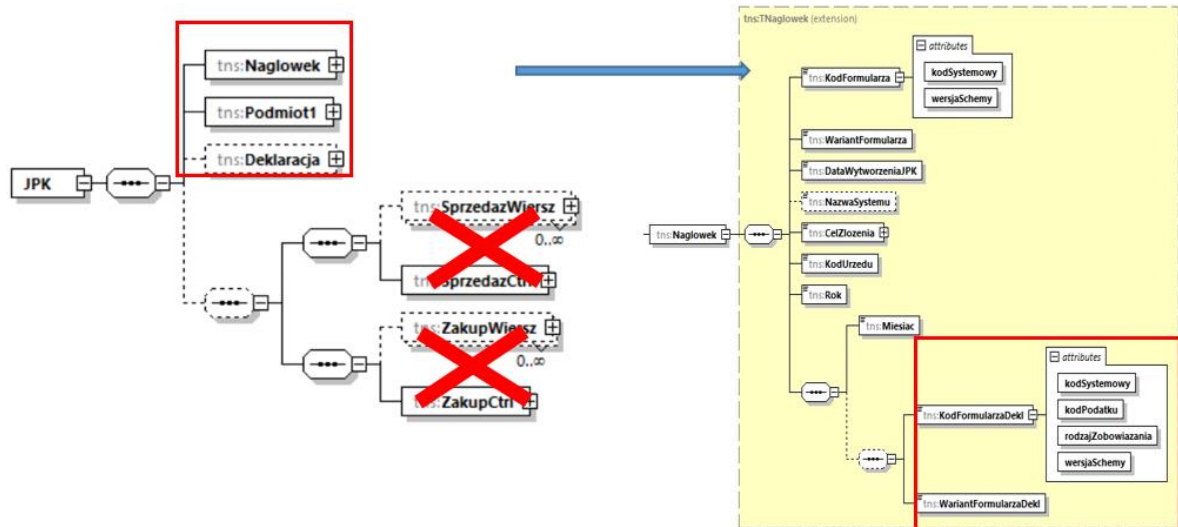 tns:Naglowek
tns:Podmiot1
tns:Deklaracja
JPK
tns:SprzedazWiersz
0..∞
tns:SprzedazCtrl
tns:ZakupWiersz
0..∞
tns:ZakupCtrl
tns:TNaglowek (extension)
attributes
tns:KodFormularza
kodSystemowy
wersjaSchemy
tns:WariantFormularza
tns:DataWytworzeniaJPK
tns:NazwaSystemu
tns:Naglowek
tns:CelZlozenia
tns:KodUrzedu
tns:Rok
tns:Miesiac
attributes
kodSystemowy
tns:KodFormularzaDekl
kodPodatku
rodzajZobowiazania
wersjaSchemy
tns:WariantFormularzaDekl